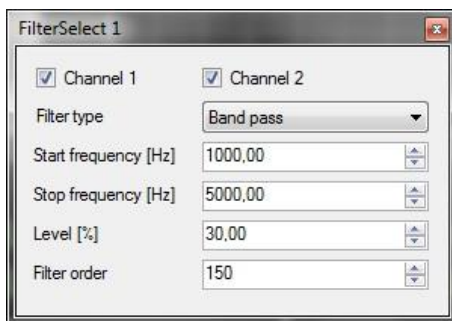 FilterSelect 1
Channel 1 Channel 2
Filter type Band pass
Start frequency [Hz] 1000,00
Stop frequency [Hz] 5000,00
Level [%] 30,00
Filter order 150